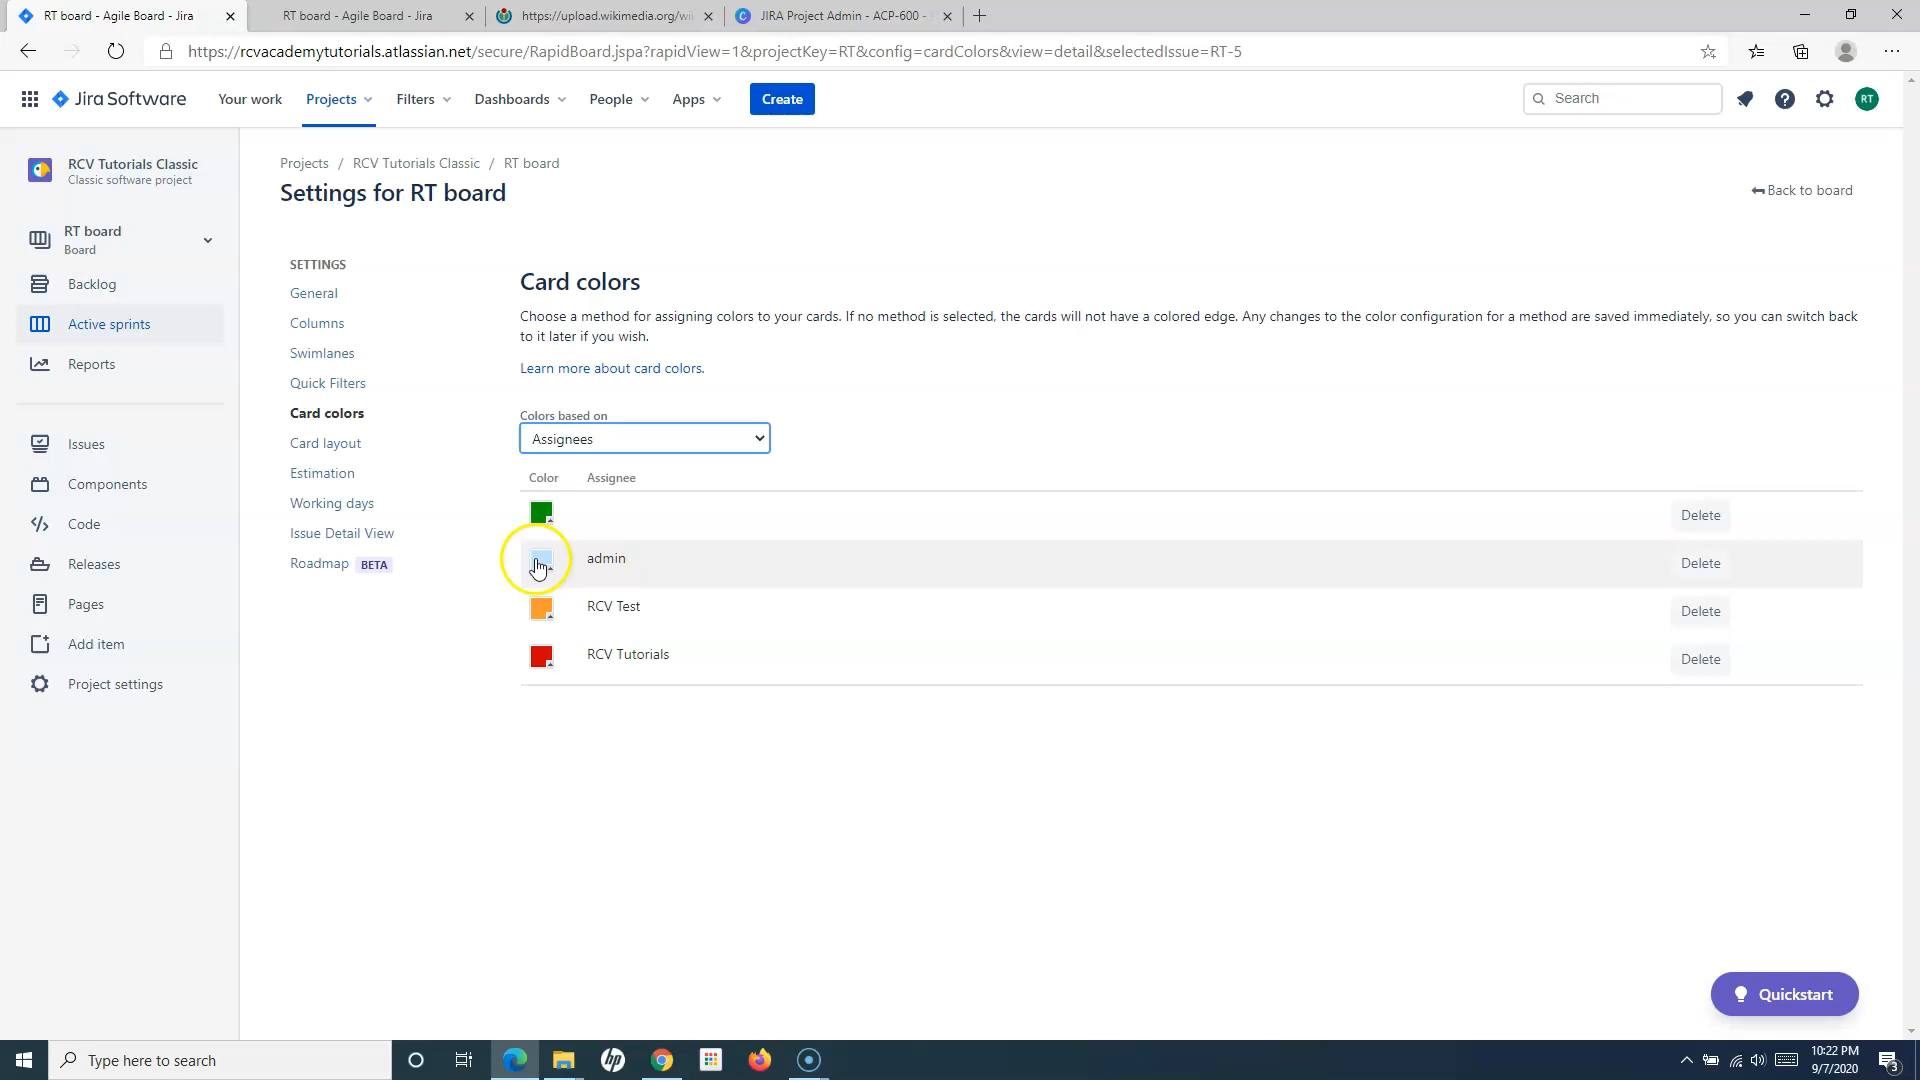 RT board - Agile Board - Jira
RT board - Agile Board - Jira
https://upload.wikimedia.org/wi
JIRA Project Admin - ACP-600 -
https://rcvacademytutorials.atlassian.net/secure/RapidBoard.jspa?rapidView=1&projectKey=RT&config=cardColors&view=detail&selectedIssue=RT-5
Jira Software
Your work
Projects
Filters
Dashboards
People
Apps
Create
Search
RT
RCV Tutorials Classic
Classic software project
RT board
Board
Backlog
Active sprints
Reports
Issues
Components
Code
Releases
Pages
Add item
Project settings
Projects / RCV Tutorials Classic / RT board
Settings for RT board
Back to board
SETTINGS
General
Columns
Swimlanes
Quick Filters
Card colors
Card layout
Estimation
Working days
Issue Detail View
Roadmap BETA
Card colors
Choose a method for assigning colors to your cards. If no method is selected, the cards will not have a colored edge. Any changes to the color configuration for a method are saved immediately, so you can switch back
to it later if you wish.
Learn more about card colors.
Colors based on
Assignees
Color Assignee
Delete
admin Delete
RCV Test Delete
RCV Tutorials Delete
Quickstart
Type here to search
hp
10:22 PM
9/7/2020
3